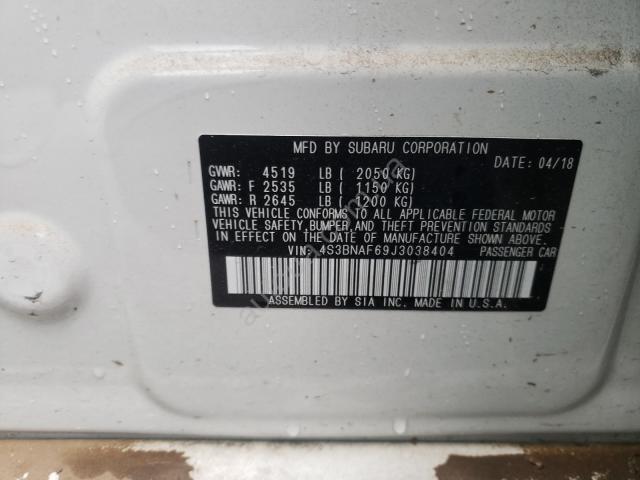 MFD BY SUBARU CORPORATION
DATE: 04/18
GVWR: 4519 LB ( 2050 KG)
GAWR: F 2535 LB ( 1150 KG)
GAWR: R 2645 LB ( 1200 KG)
THIS VEHICLE CONFORMS TO ALL APPLICABLE FEDERAL MOTOR
VEHICLE SAFETY, BUMPER, AND THEFT PREVENTION STANDARDS
IN EFFECT ON THE DATE OF MANUFACTURE SHOWN ABOVE.
VIN: 4S3BNAF69J3038404 PASSENGER CAR
ASSEMBLED BY SIA INC. MADE IN U.S.A.